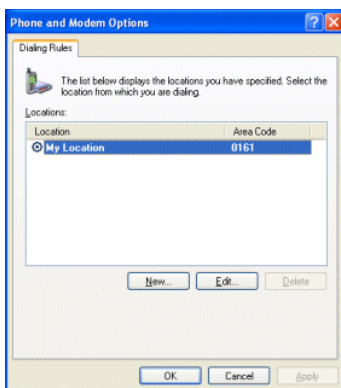 Phone and Modem Options
Dialing Rules
The list below displays the locations you have specified. Select the
location from which you are dialing.
Locations:
Location Area Code
My Location 0161
New... Edit... Delete
OK Cancel Apply